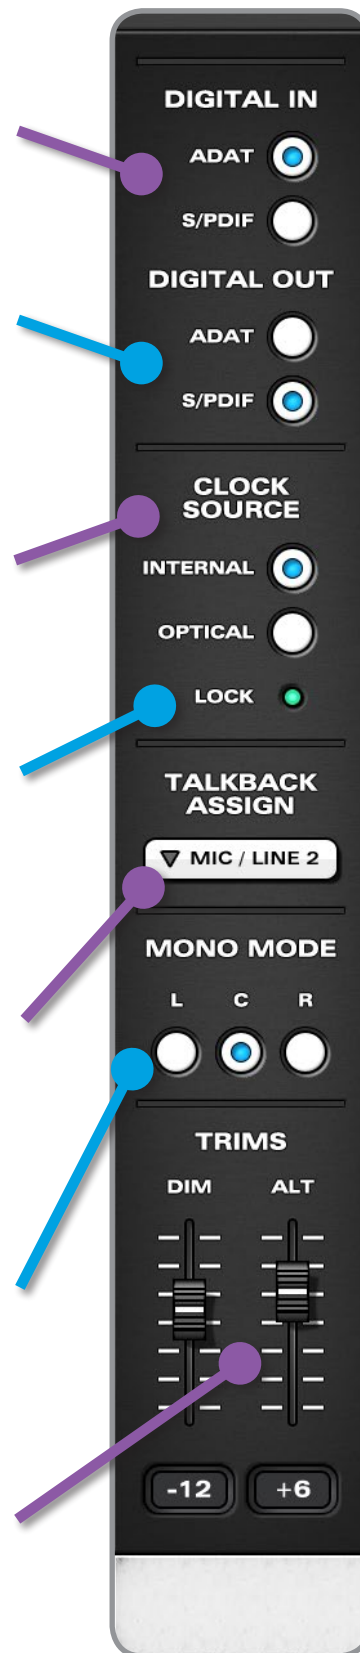 DIGITAL IN
ADAT
S/PDIF
DIGITAL OUT
ADAT
S/PDIF
CLOCK
SOURCE
INTERNAL
OPTICAL
LOCK
TALKBACK
ASSIGN
MIC / LINE 2
MONO MODE
L C R
TRIMS
DIM ALT
-12 +6